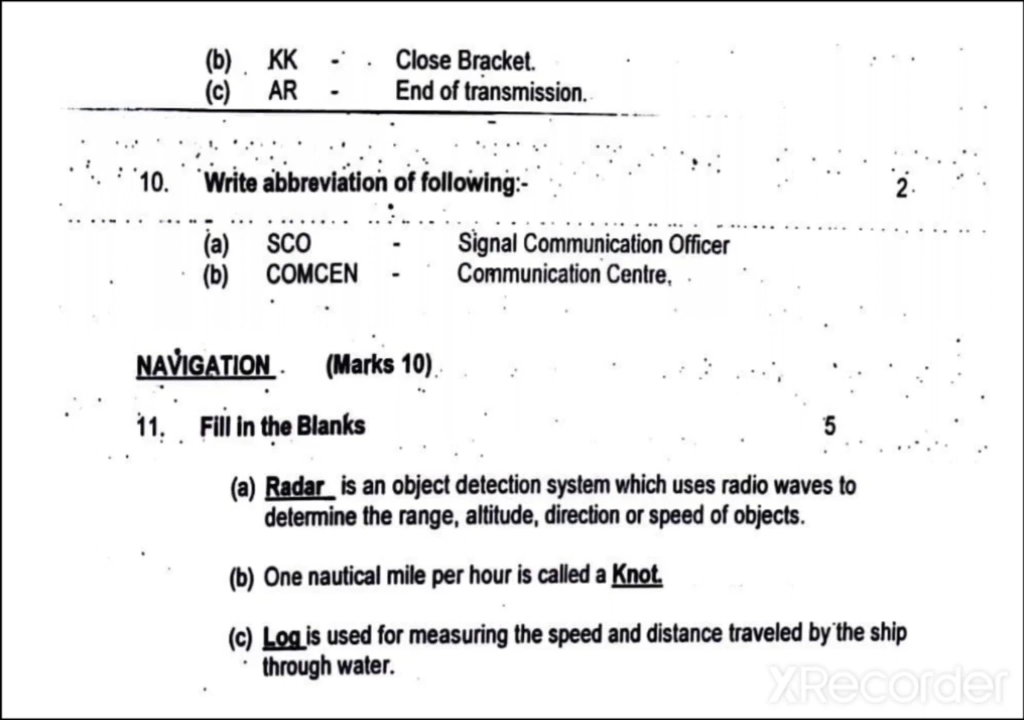 (b) KK - Close Bracket.
(c) AR - End of transmission.
10. Write abbreviation of following:- 2
(a) SCO - Signal Communication Officer
(b) COMCEN - Communication Centre.
NAVIGATION (Marks 10)
11. Fill in the Blanks 5
(a) Radar is an object detection system which uses radio waves to
determine the range, altitude, direction or speed of objects.
(b) One nautical mile per hour is called a Knot.
(c) Log is used for measuring the speed and distance traveled by the ship
through water.
XRecorder